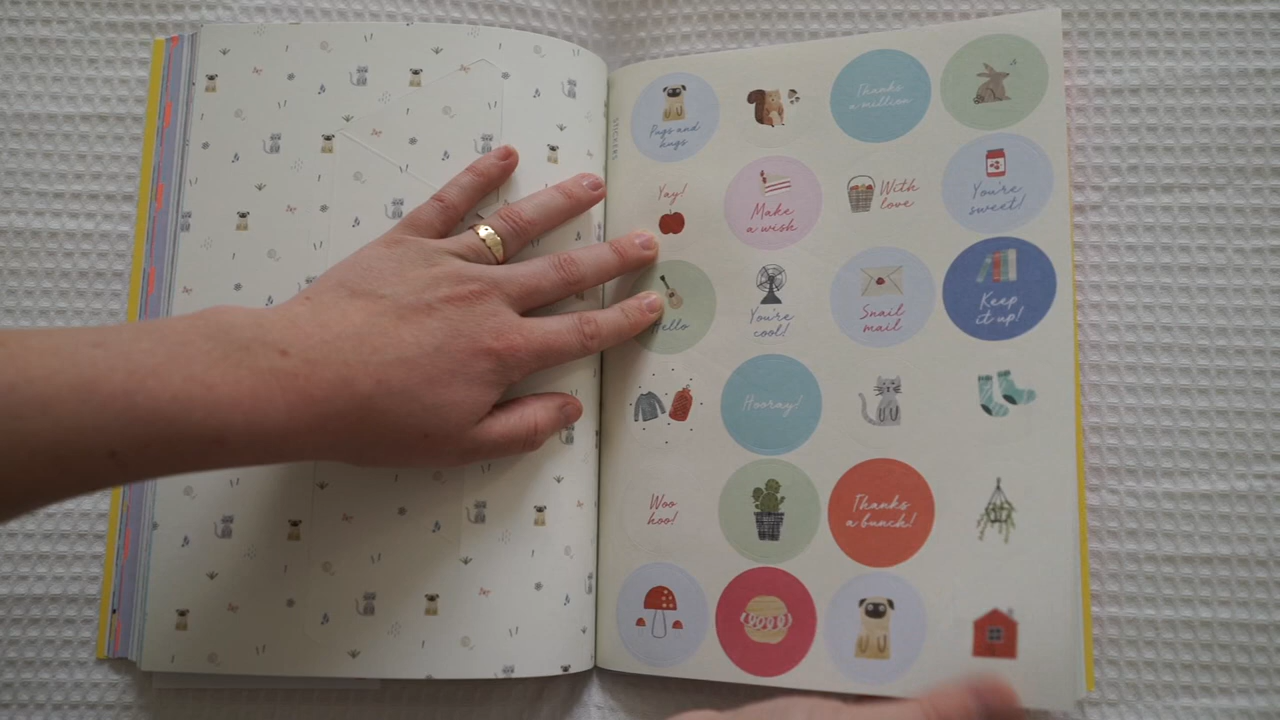 STICKERS
Pugs and
hugs
Thanks
a million
Yay!
Make
a wish
With
love
You're
sweet!
Hello
You're
cool!
Snail
mail
Keep
it up!
Hooray!
Woo
hoo!
Thanks
a bunch!